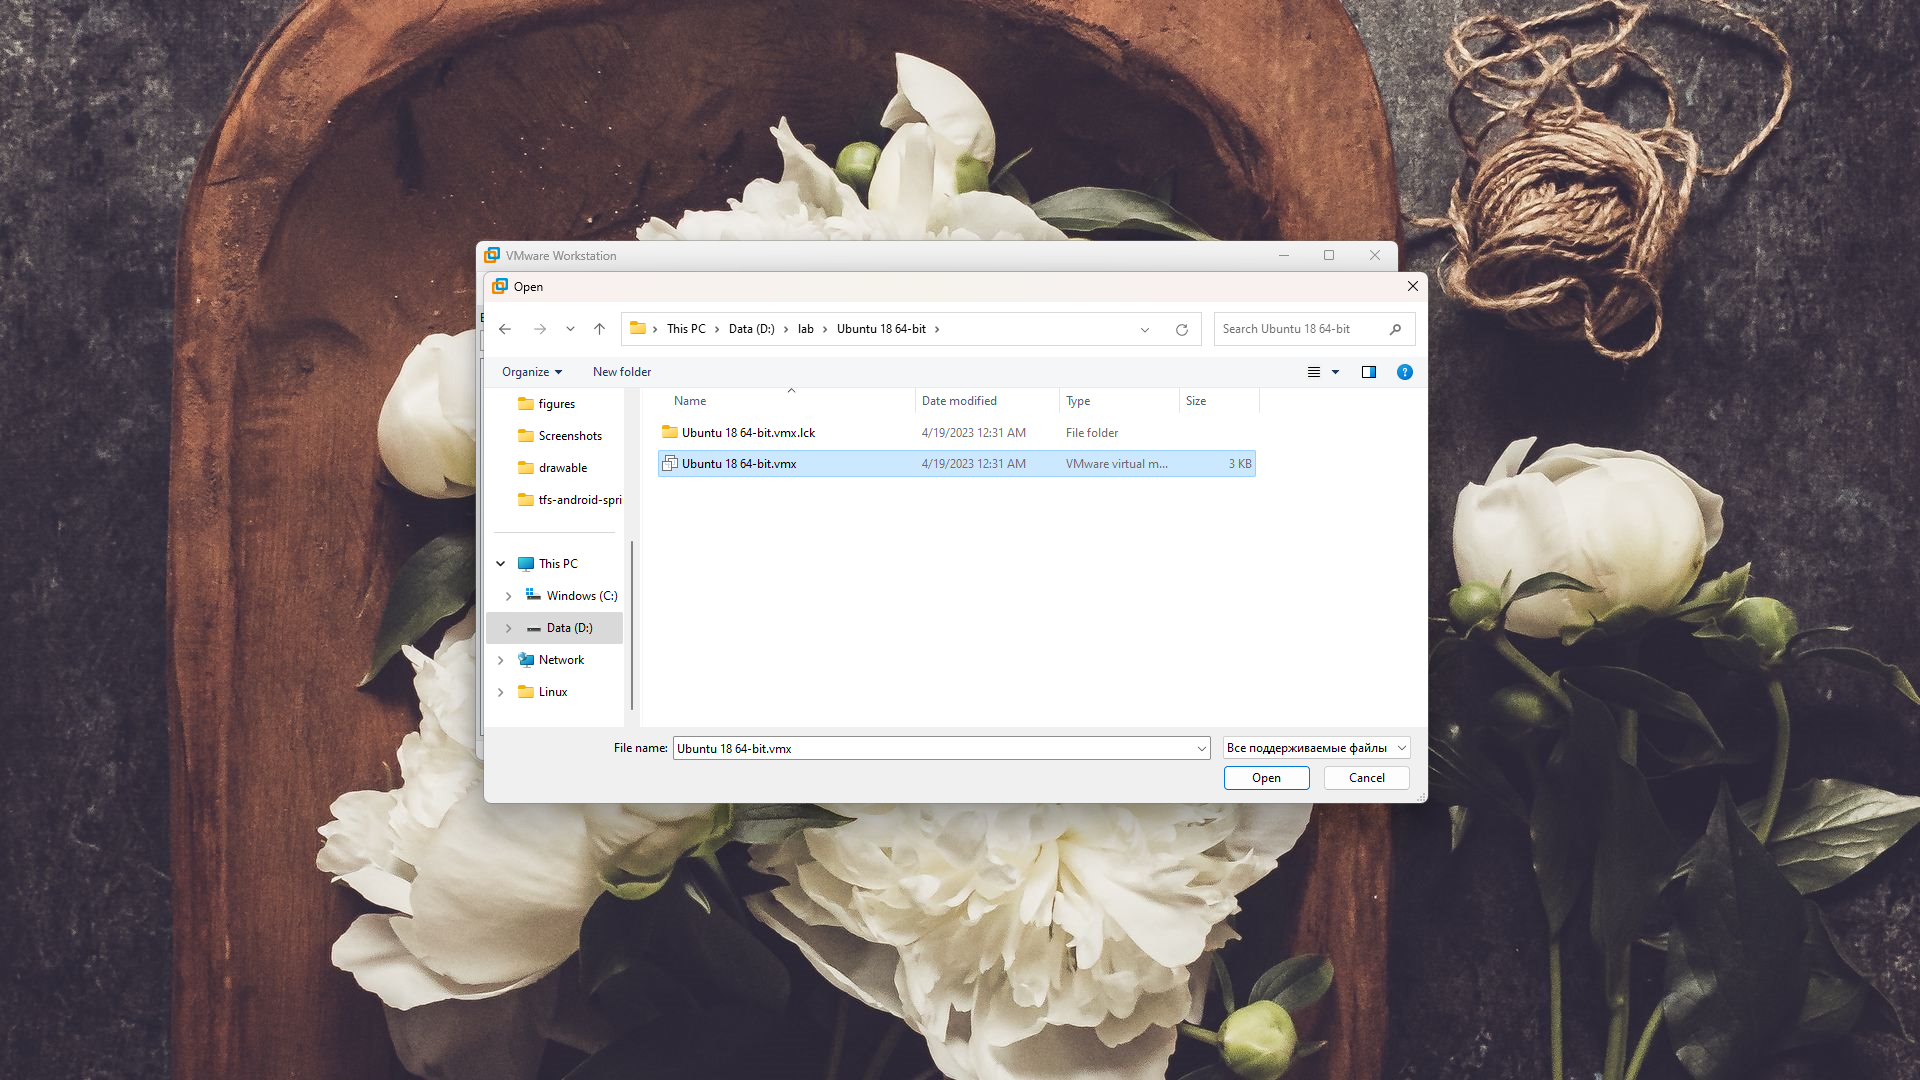 VMware Workstation
Open
This PC
Data (D:)
lab
Ubuntu 18 64-bit
Search Ubuntu 18 64-bit
Organize
New folder
?
figures
Screenshots
drawable
tfs-android-spri
This PC
Windows (C:)
Data (D:)
Network
Linux
Name
Date modified
Type
Size
Ubuntu 18 64-bit.vmx.lck
4/19/2023 12:31 AM
File folder
Ubuntu 18 64-bit.vmx
4/19/2023 12:31 AM
VMware virtual m...
3 KB
File name:
Ubuntu 18 64-bit.vmx
Все поддерживаемые файлы
Open
Cancel